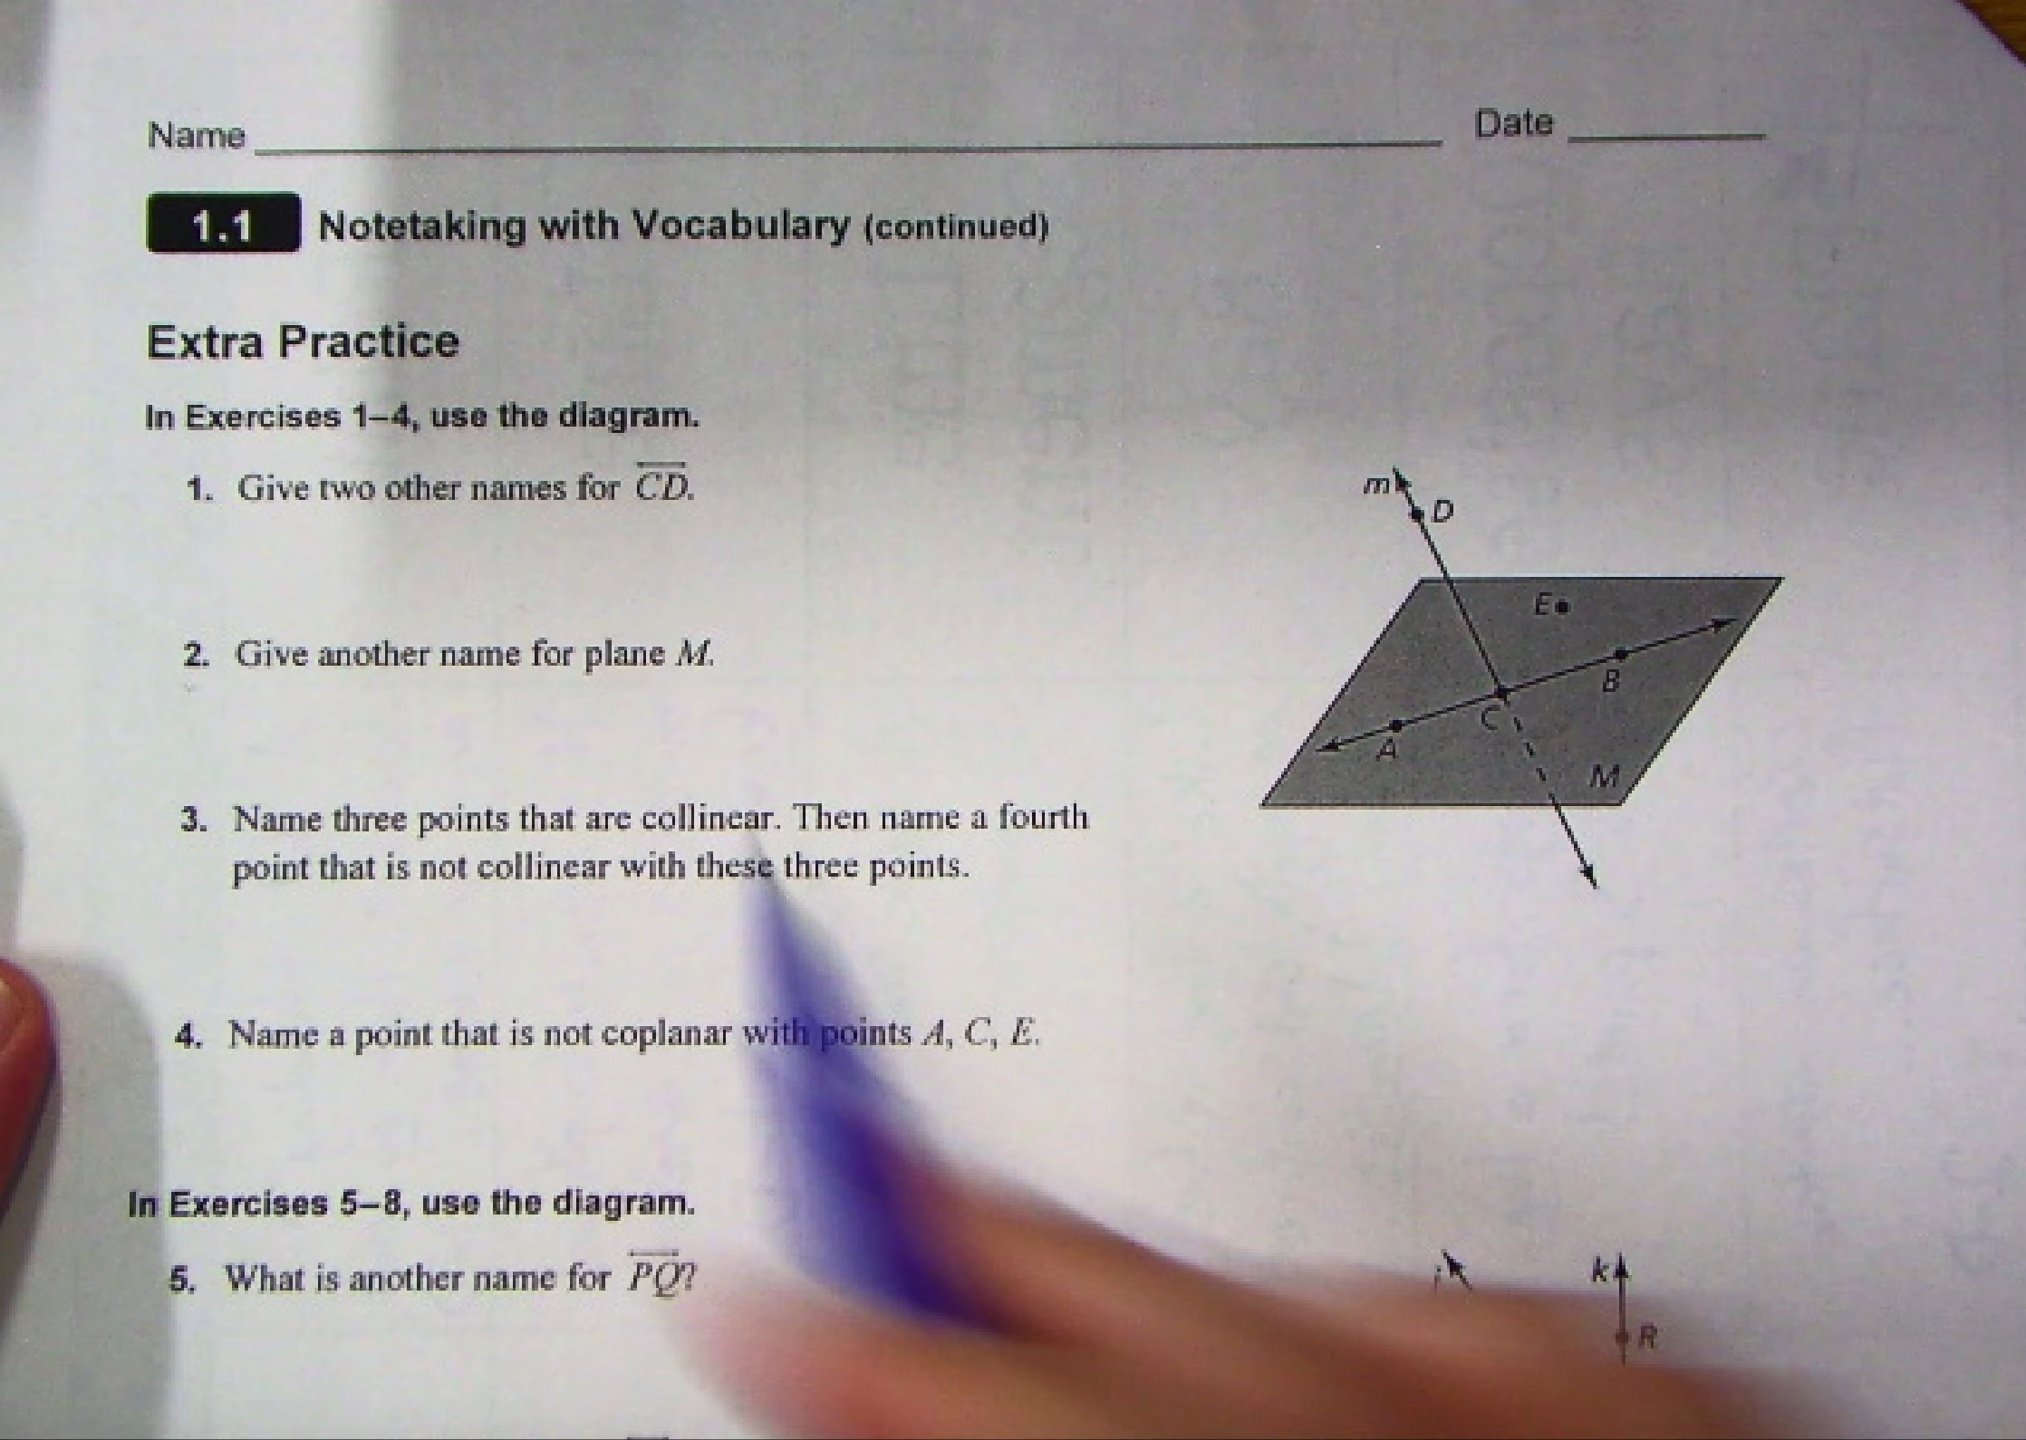 Name Date
1.1 Notetaking with Vocabulary (continued)
Extra Practice
In Exercises 1–4, use the diagram.
1. Give two other names for CD.
m
D
E
B
C
A
M
2. Give another name for plane M.
3. Name three points that are collinear. Then name a fourth
point that is not collinear with these three points.
4. Name a point that is not coplanar with points A, C, E.
In Exercises 5–8, use the diagram.
5. What is another name for PQ?
k
R